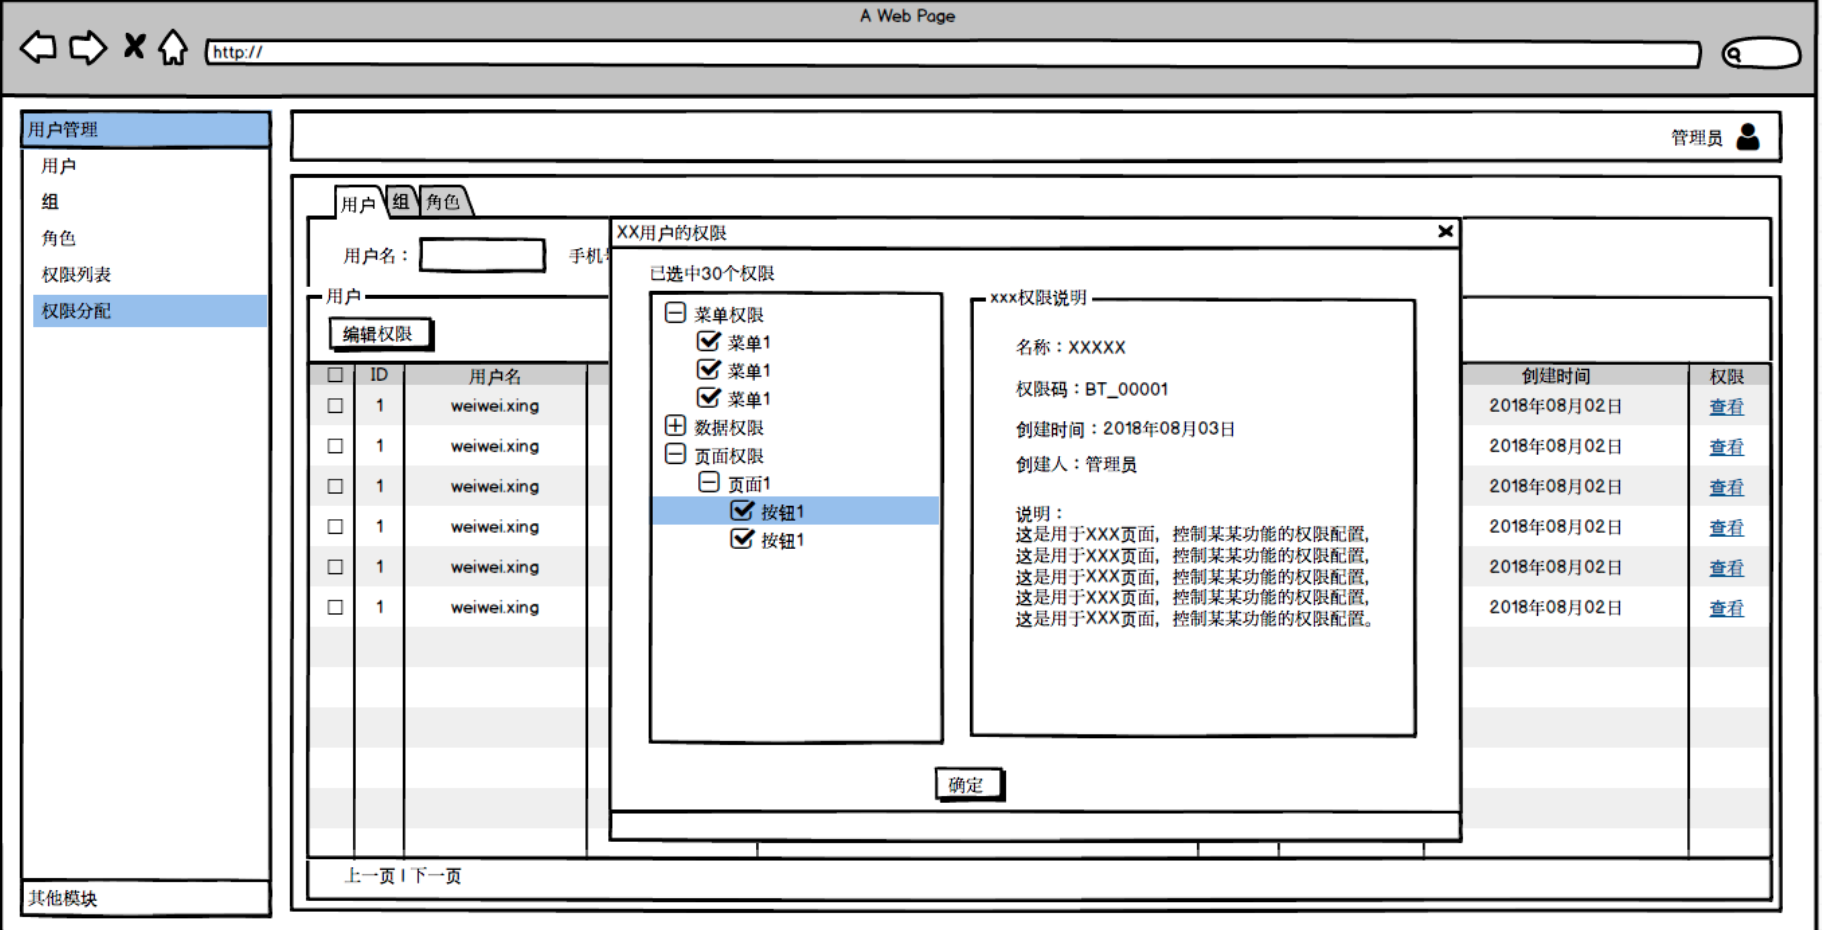 A Web Page
http://
用户管理
用户
组
角色
权限列表
权限分配
其他模块
管理员
用户 组 角色
用户名：
手机
用户
编辑权限
ID 用户名 创建时间 权限
1 weiwei.xing 2018年08月02日 查看
1 weiwei.xing 2018年08月02日 查看
1 weiwei.xing 2018年08月02日 查看
1 weiwei.xing 2018年08月02日 查看
1 weiwei.xing 2018年08月02日 查看
1 weiwei.xing 2018年08月02日 查看
上一页 | 下一页
XX用户的权限
已选中30个权限
菜单权限
菜单1
菜单1
菜单1
数据权限
页面权限
页面1
按钮1
按钮1
xxx权限说明
名称：XXXXX
权限码：BT_00001
创建时间：2018年08月03日
创建人：管理员
说明：
这是用于XXX页面，控制某某功能的权限配置，
这是用于XXX页面，控制某某功能的权限配置，
这是用于XXX页面，控制某某功能的权限配置，
这是用于XXX页面，控制某某功能的权限配置，
这是用于XXX页面，控制某某功能的权限配置。
确定